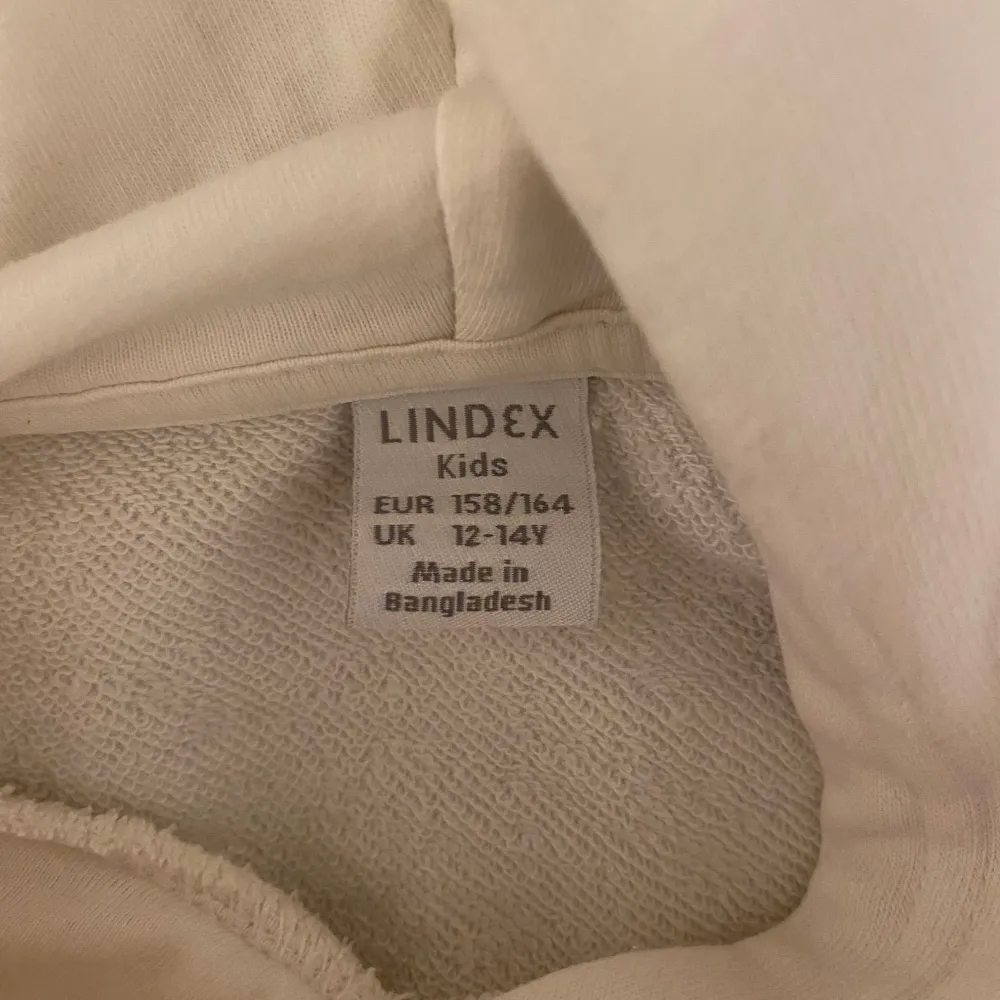 LINDEX
Kids
EUR 158/164
UK 12-14Y
Made in
Bangladesh